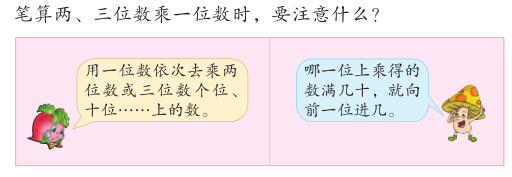 笔算两、三位数乘一位数时，要注意什么？
用一位数依次去乘两
位数或三位数个位、
十位……上的数。
哪一位上乘得的
数满几十，就向
前一位进几。